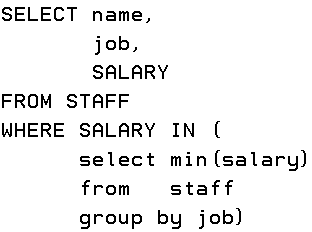 SELECT name,
       job,
       SALARY
FROM STAFF
WHERE SALARY IN (
      select min(salary)
      from   staff
      group by job)